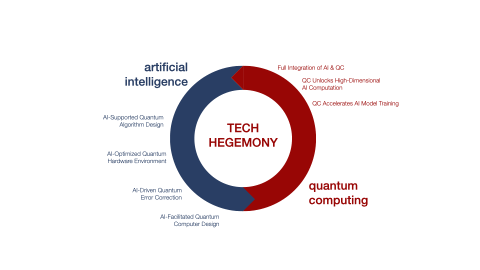 artificial
intelligence
Full Integration of AI & QC
QC Unlocks High-Dimensional
AI Computation
QC Accelerates AI Model Training
AI-Supported Quantum
Algorithm Design
TECH
HEGEMONY
AI-Optimized Quantum
Hardware Environment
AI-Driven Quantum
Error Correction
quantum
computing
AI-Facilitated Quantum
Computer Design